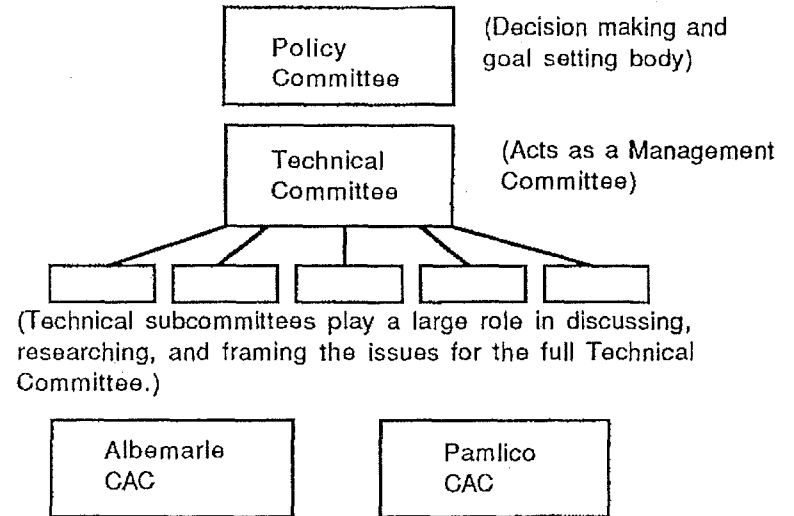 Policy
Committee
(Decision making and
goal setting body)
Technical
Committee
(Acts as a Management
Committee)
(Technical subcommittees play a large role in discussing,
researching, and framing the issues for the full Technical
Committee.)
Albemarle
CAC
Pamlico
CAC